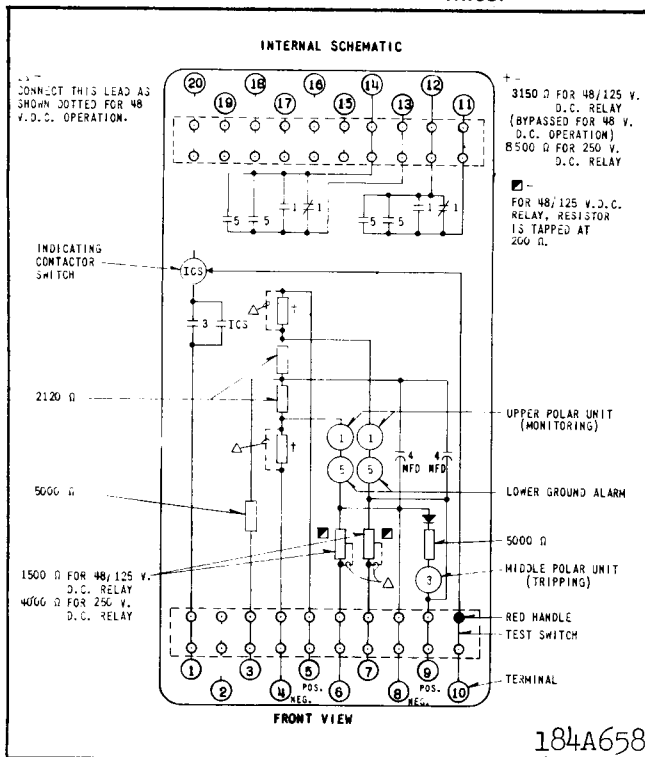 INTERNAL SCHEMATIC
CONNECT THIS LEAD AS
SHOWN DOTTED FOR 48
V.D.C. OPERATION.
20
18
16
14
12
19
17
15
13
11
+ -
3150 Ω FOR 48/125 V.
D.C. RELAY
(BYPASSED FOR 48 V.
D.C. OPERATION)
8500 Ω FOR 250 V.
D.C. RELAY
FOR 48/125 V.D.C.
RELAY, RESISTOR
IS TAPPED AT
200 Ω.
5
5
1
1
5
5
1
1
INDICATING
CONTACTOR
SWITCH
ICS
3
ICS
†
2120 Ω
†
1
1
5
5
4
MFD
4
MFD
UPPER POLAR UNIT
(MONITORING)
LOWER GROUND ALARM
5000 Ω
5000 Ω
3
MIDDLE POLAR UNIT
(TRIPPING)
1500 Ω FOR 48/125 V.
D.C. RELAY
4000 Ω FOR 250 V.
D.C. RELAY
RED HANDLE
TEST SWITCH
TERMINAL
1
3
5
7
9
2
4
6
8
10
NEG.
POS.
NEG.
POS.
FRONT VIEW
184A658